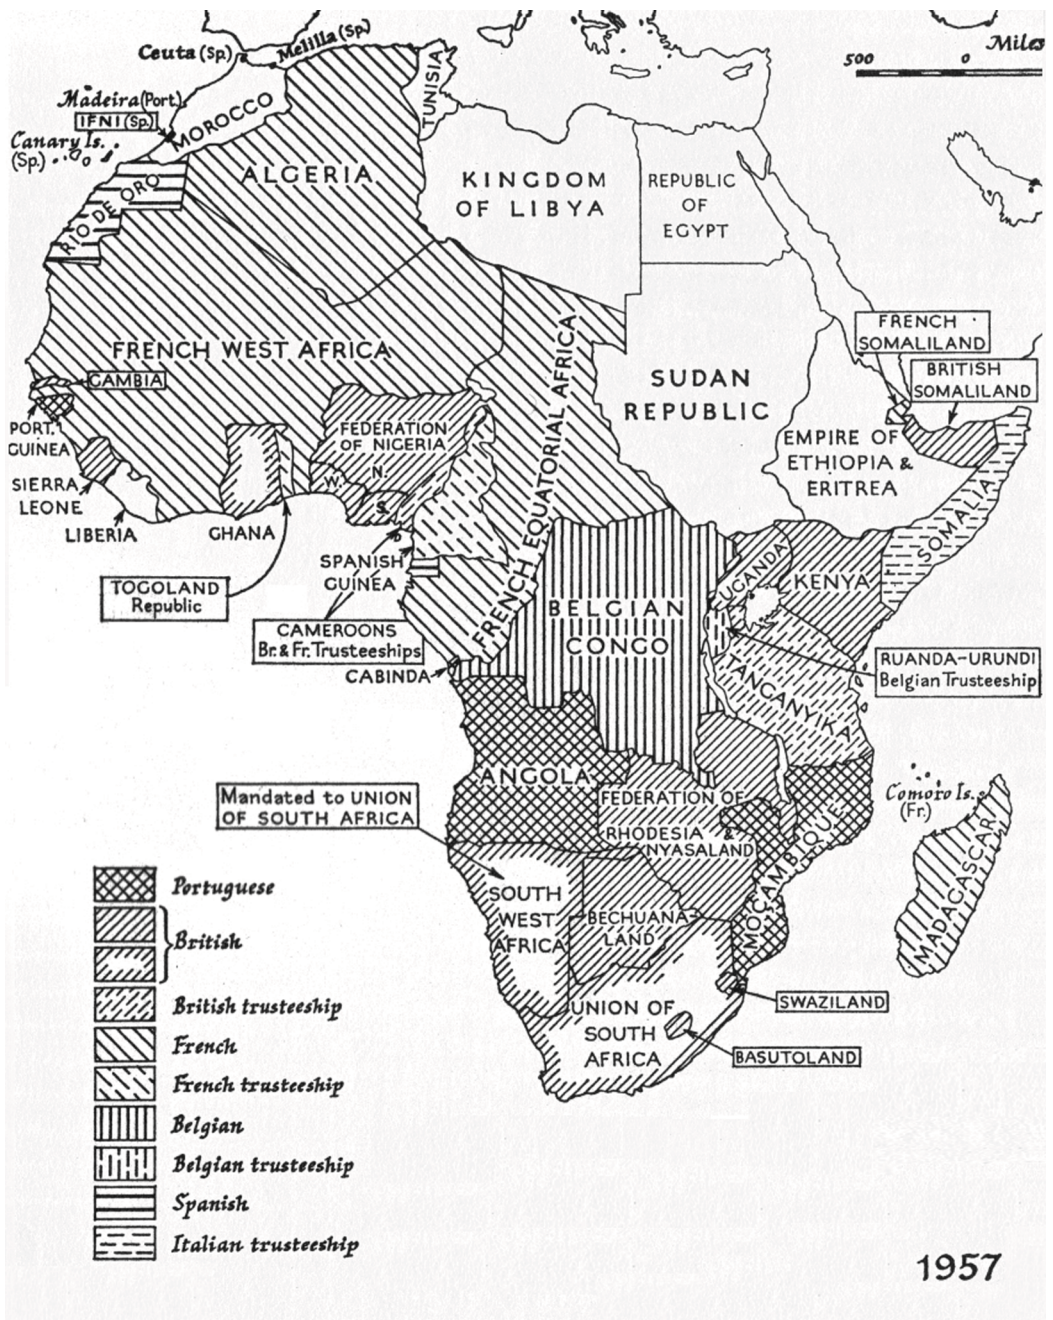 Ceuta (Sp)
Melilla (Sp)
Miles
500
0
Madeira (Port.)
IFNI (Sp)
Canary Is.
(Sp)
MOROCCO
TUNISIA
RIO DE ORO
ALGERIA
KINGDOM
OF LIBYA
REPUBLIC
OF
EGYPT
FRENCH WEST AFRICA
GAMBIA
PORT.
GUINEA
SIERRA
LEONE
LIBERIA
GHANA
TOGOLAND
Republic
FEDERATION
OF NIGERIA
N.
W.
S.
FRENCH EQUATORIAL AFRICA
SUDAN
REPUBLIC
FRENCH
SOMALILAND
BRITISH
SOMALILAND
EMPIRE OF
ETHIOPIA &
ERITREA
SOMALIA
SPANISH
GUINEA
CAMEROONS
Br. & Fr. Trusteeships
CABINDA
BELGIAN
CONGO
UGANDA
KENYA
RUANDA-URUNDI
Belgian Trusteeship
TANGANYIKA
ANGOLA
Mandated to UNION
OF SOUTH AFRICA
FEDERATION OF
RHODESIA &
NYASALAND
MOÇAMBIQUE
Comoro Is.
(Fr.)
MADAGASCAR
SOUTH
WEST
AFRICA
BECHUANA-
LAND
UNION OF
SOUTH
AFRICA
SWAZILAND
BASUTOLAND
Portuguese
British
British trusteeship
French
French trusteeship
Belgian
Belgian trusteeship
Spanish
Italian trusteeship
1957